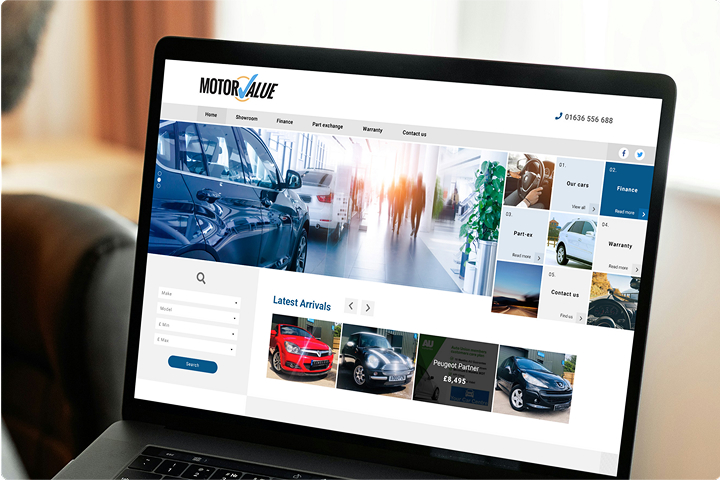 MOTORVALUE
01636 556 688
Home Showroom Finance Part exchange Warranty Contact us
01.
Our cars
View all
02.
Finance
Read more
03.
Part-ex
Read more
04.
Warranty
Read more
05.
Contact us
Find us
Make
Model
£ Min
£ Max
Search
Latest Arrivals
Peugeot Partner
£8,495